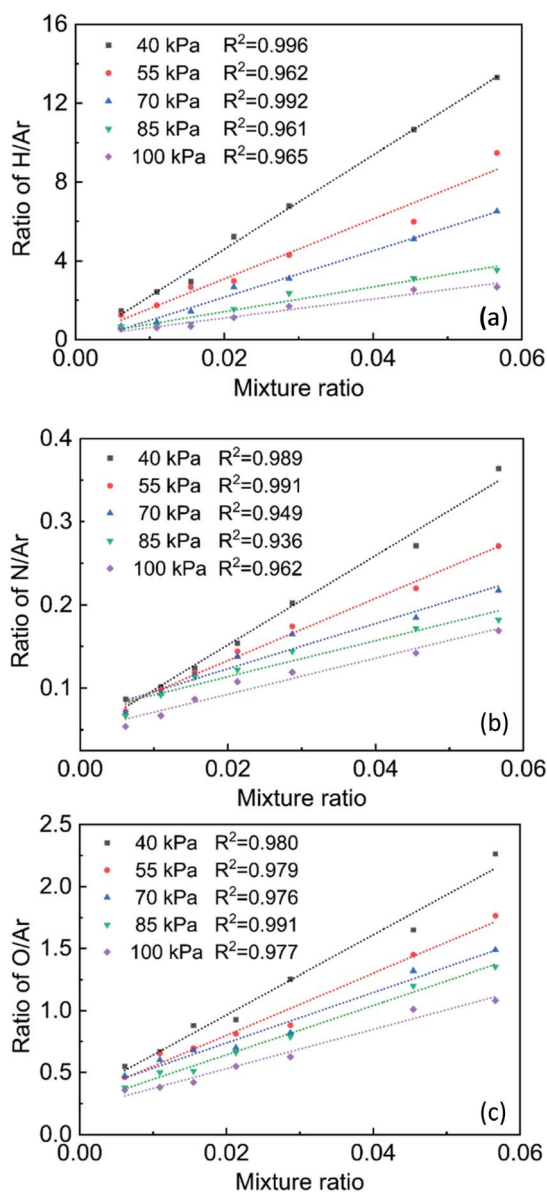 16
12
8
4
0
Ratio of H/Ar
40 kPa R²=0.996
55 kPa R²=0.962
70 kPa R²=0.992
85 kPa R²=0.961
100 kPa R²=0.965
(a)
0.00 0.02 0.04 0.06
Mixture ratio
0.4
0.3
0.2
0.1
Ratio of N/Ar
40 kPa R²=0.989
55 kPa R²=0.991
70 kPa R²=0.949
85 kPa R²=0.936
100 kPa R²=0.962
(b)
0.00 0.02 0.04 0.06
Mixture ratio
2.5
2.0
1.5
1.0
0.5
0.0
Ratio of O/Ar
40 kPa R²=0.980
55 kPa R²=0.979
70 kPa R²=0.976
85 kPa R²=0.991
100 kPa R²=0.977
(c)
0.00 0.02 0.04 0.06
Mixture ratio